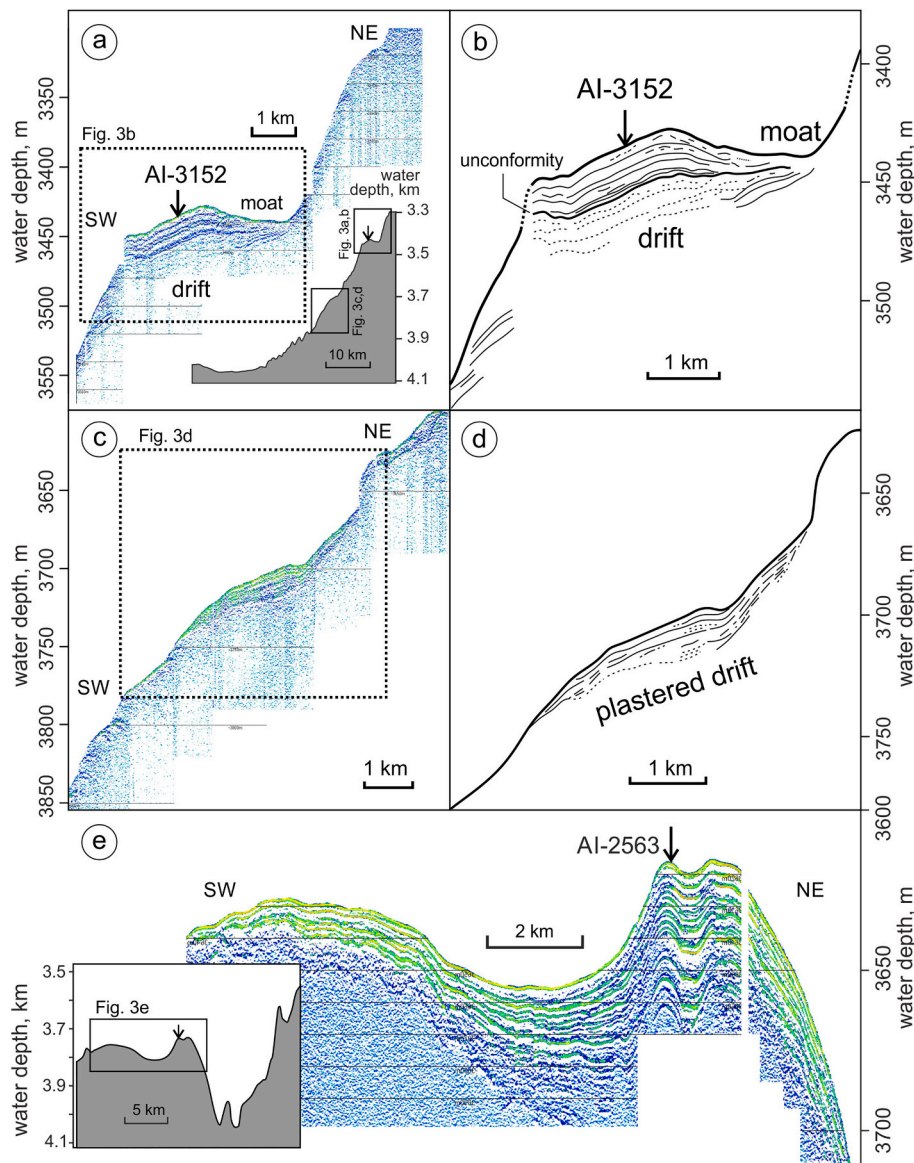 a
NE
1 km
Fig. 3b
AI-3152
SW
moat
drift
water depth, m
3350
3400
3450
3500
3550
water
depth, km
3.3
3.5
3.7
3.9
4.1
Fig. 3a,b
Fig. 3c,d
10 km
b
AI-3152
moat
unconformity
drift
1 km
3400
3450
3500
water depth, m
c
Fig. 3d
NE
SW
1 km
water depth, m
3650
3700
3750
3800
3850
d
plastered drift
1 km
3650
3700
3750
3800
water depth, m
e
AI-2563
SW
NE
2 km
3600
3650
3700
water depth, m
Fig. 3e
5 km
water depth, km
3.5
3.7
3.9
4.1